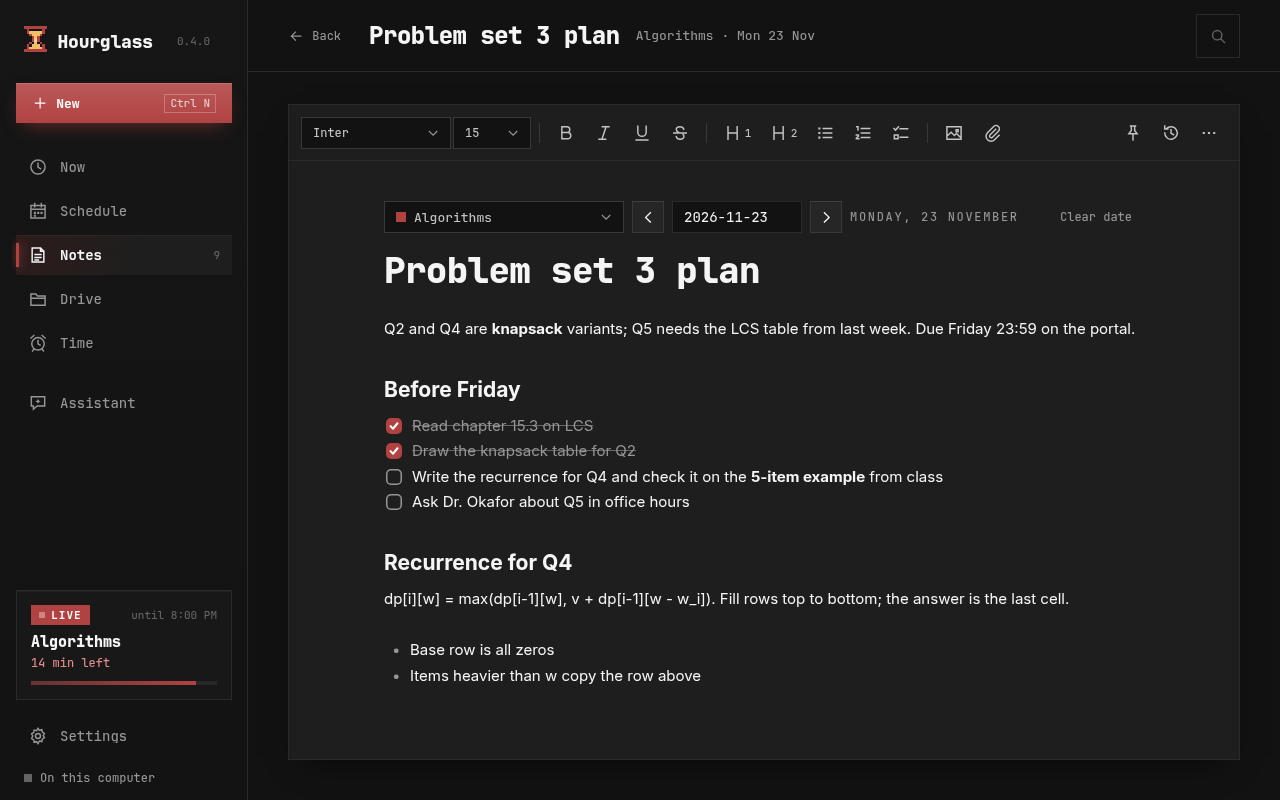 Hourglass 0.4.0
New Ctrl N
Now
Schedule
Notes 9
Drive
Time
Assistant
LIVE until 8:00 PM
Algorithms
14 min left
Settings
On this computer
Back Problem set 3 plan Algorithms · Mon 23 Nov
Inter 15 B I U S H1 H2
Algorithms 2026-11-23 MONDAY, 23 NOVEMBER Clear date
Problem set 3 plan
Q2 and Q4 are knapsack variants; Q5 needs the LCS table from last week. Due Friday 23:59 on the portal.
Before Friday
Read chapter 15.3 on LCS
Draw the knapsack table for Q2
Write the recurrence for Q4 and check it on the 5-item example from class
Ask Dr. Okafor about Q5 in office hours
Recurrence for Q4
dp[i][w] = max(dp[i-1][w], v + dp[i-1][w - w_i]). Fill rows top to bottom; the answer is the last cell.
• Base row is all zeros
• Items heavier than w copy the row above